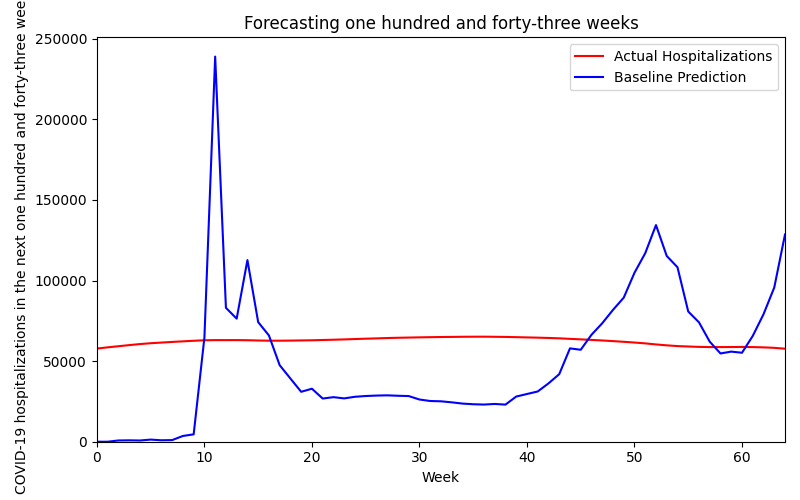 Forecasting one hundred and forty-three weeks
COVID-19 hospitalizations in the next one hundred and forty-three wee
250000
200000
150000
100000
50000
0
Actual Hospitalizations
Baseline Prediction
0 10 20 30 40 50 60
Week